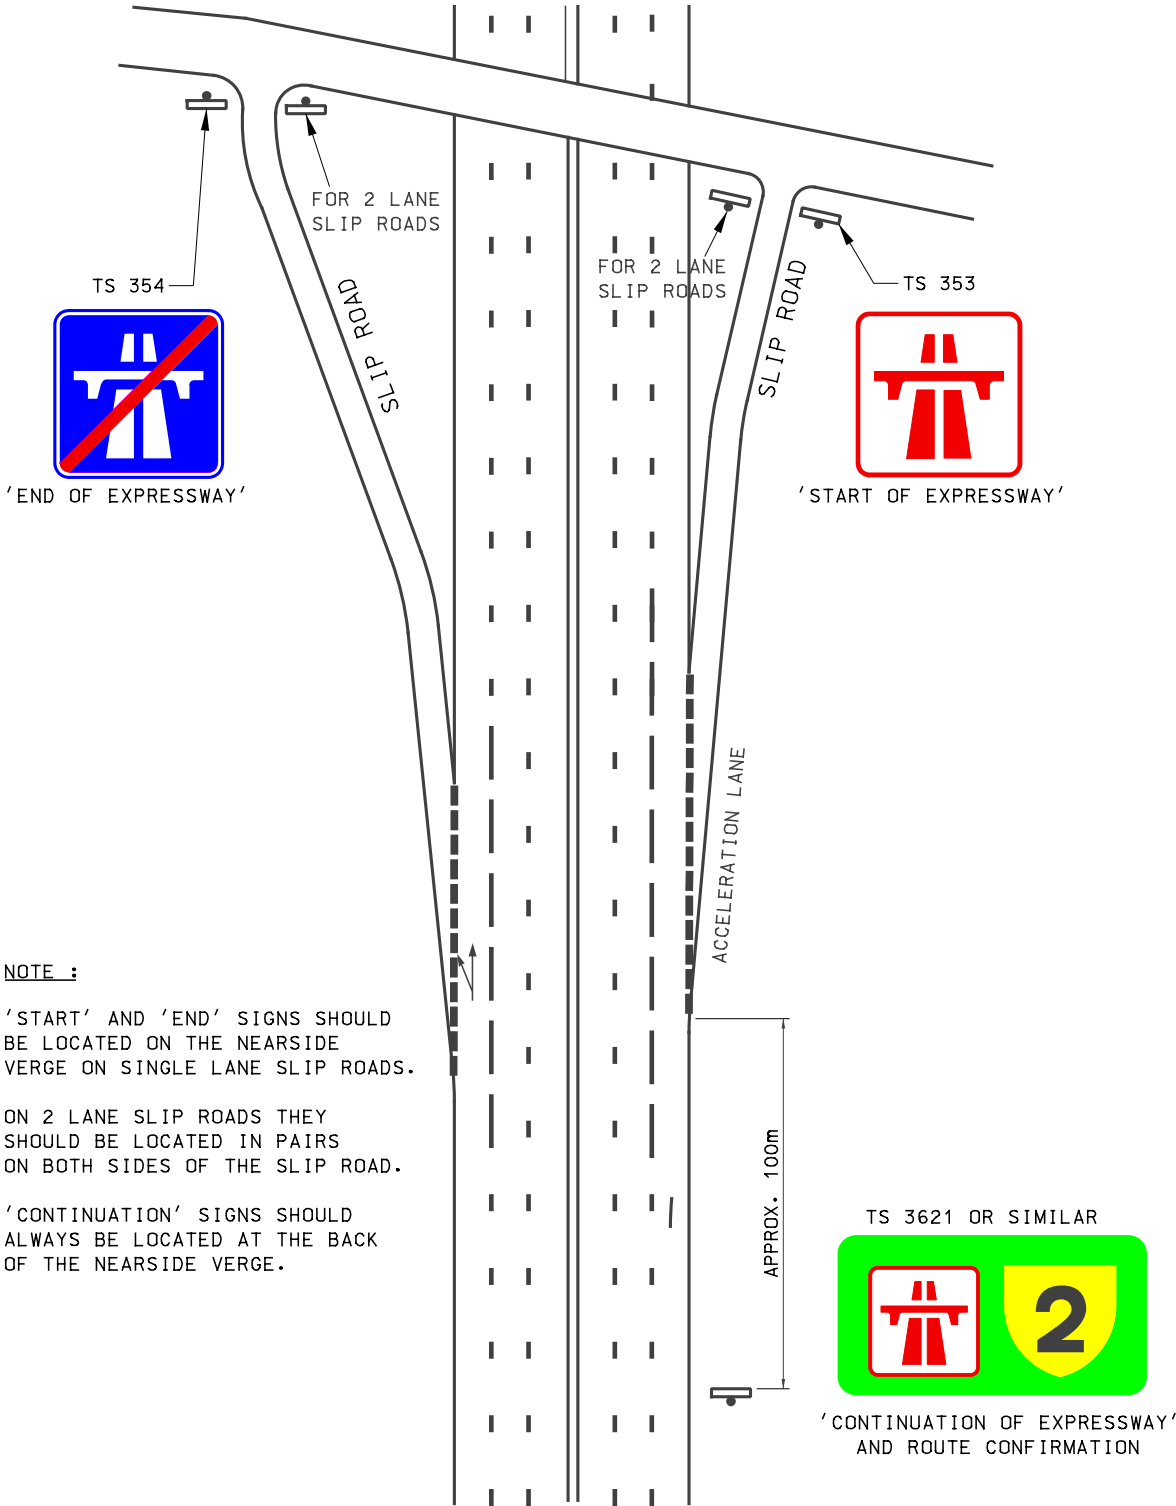 FOR 2 LANE
SLIP ROADS
FOR 2 LANE
SLIP ROADS
TS 354
TS 353
SLIP ROAD
SLIP ROAD
'END OF EXPRESSWAY'
'START OF EXPRESSWAY'
ACCELERATION LANE
NOTE :
'START' AND 'END' SIGNS SHOULD
BE LOCATED ON THE NEARSIDE
VERGE ON SINGLE LANE SLIP ROADS.
ON 2 LANE SLIP ROADS THEY
SHOULD BE LOCATED IN PAIRS
ON BOTH SIDES OF THE SLIP ROAD.
'CONTINUATION' SIGNS SHOULD
ALWAYS BE LOCATED AT THE BACK
OF THE NEARSIDE VERGE.
APPROX. 100m
TS 3621 OR SIMILAR
2
'CONTINUATION OF EXPRESSWAY'
AND ROUTE CONFIRMATION